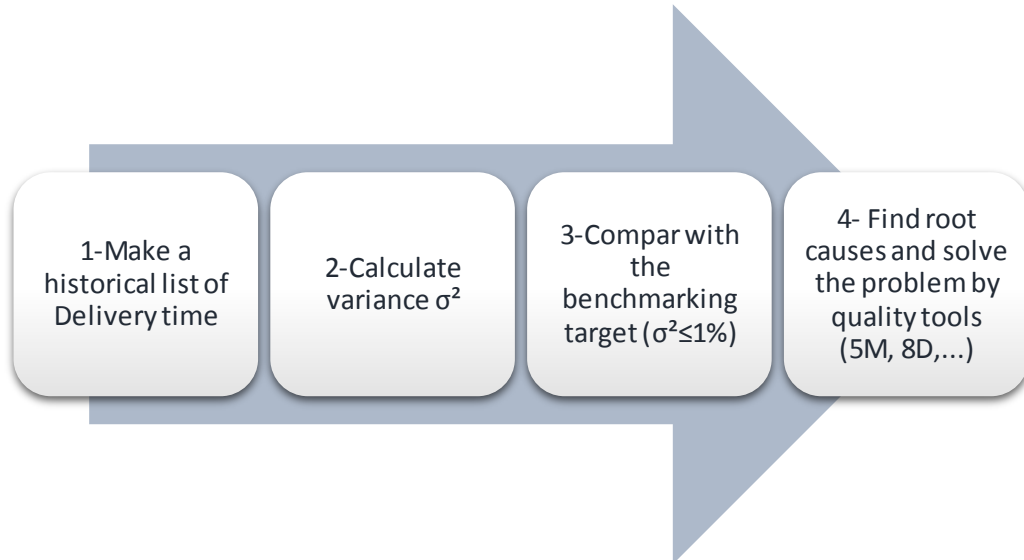 1-Make a
historical list of
Delivery time
2-Calculate
variance σ²
3-Compar with
the
benchmarking
target (σ²≤1%)
4- Find root
causes and solve
the problem by
quality tools
(5M, 8D,...)